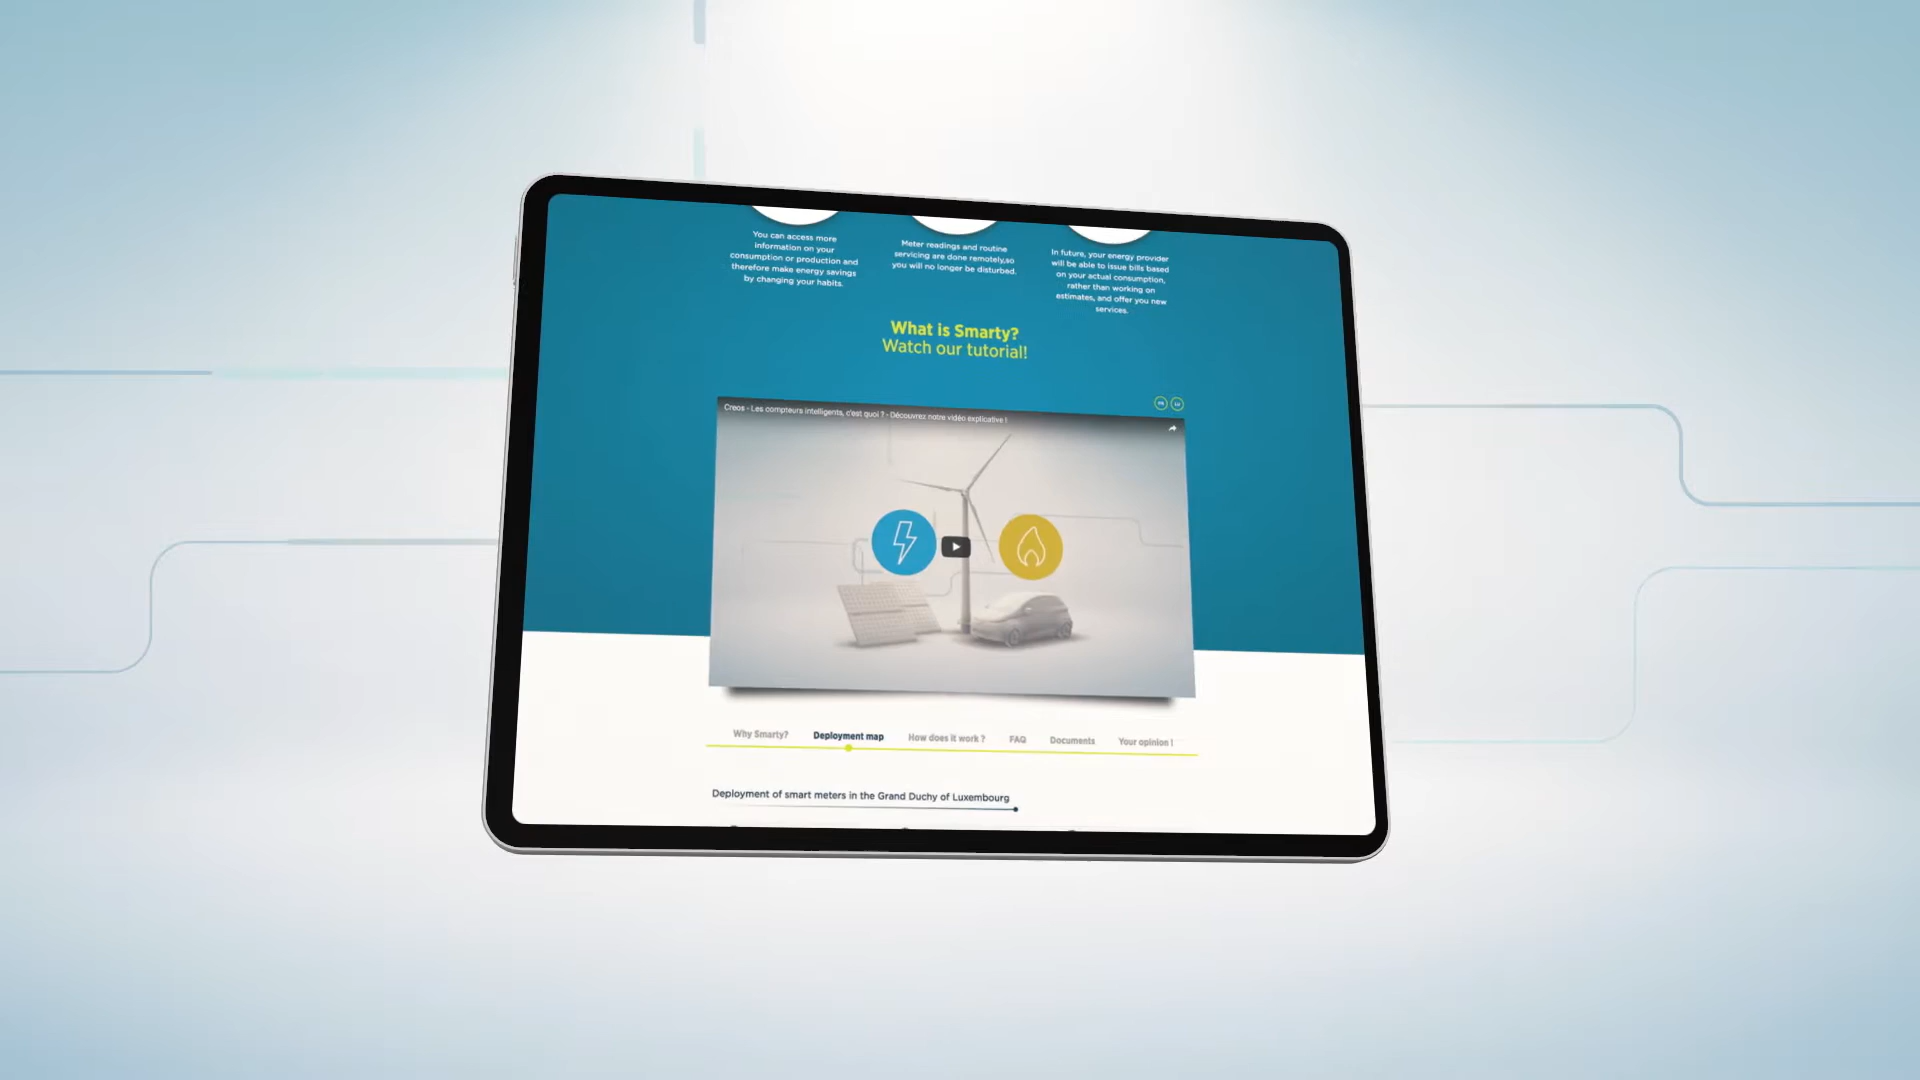 You can access more
information on your
consumption or production and
therefore make energy savings
by changing your habits.
Meter readings and routine
servicing are done remotely,so
you will no longer be disturbed.
In future, your energy provider
will be able to issue bills based
on your actual consumption,
rather than working on
estimates, and offer you new
services.
What is Smarty?
Watch our tutorial!
Creos - Les compteurs intelligents, c'est quoi ? - Découvrez notre vidéo explicative !
Why Smarty?
Deployment map
How does it work ?
FAQ
Documents
Your opinion !
Deployment of smart meters in the Grand Duchy of Luxembourg